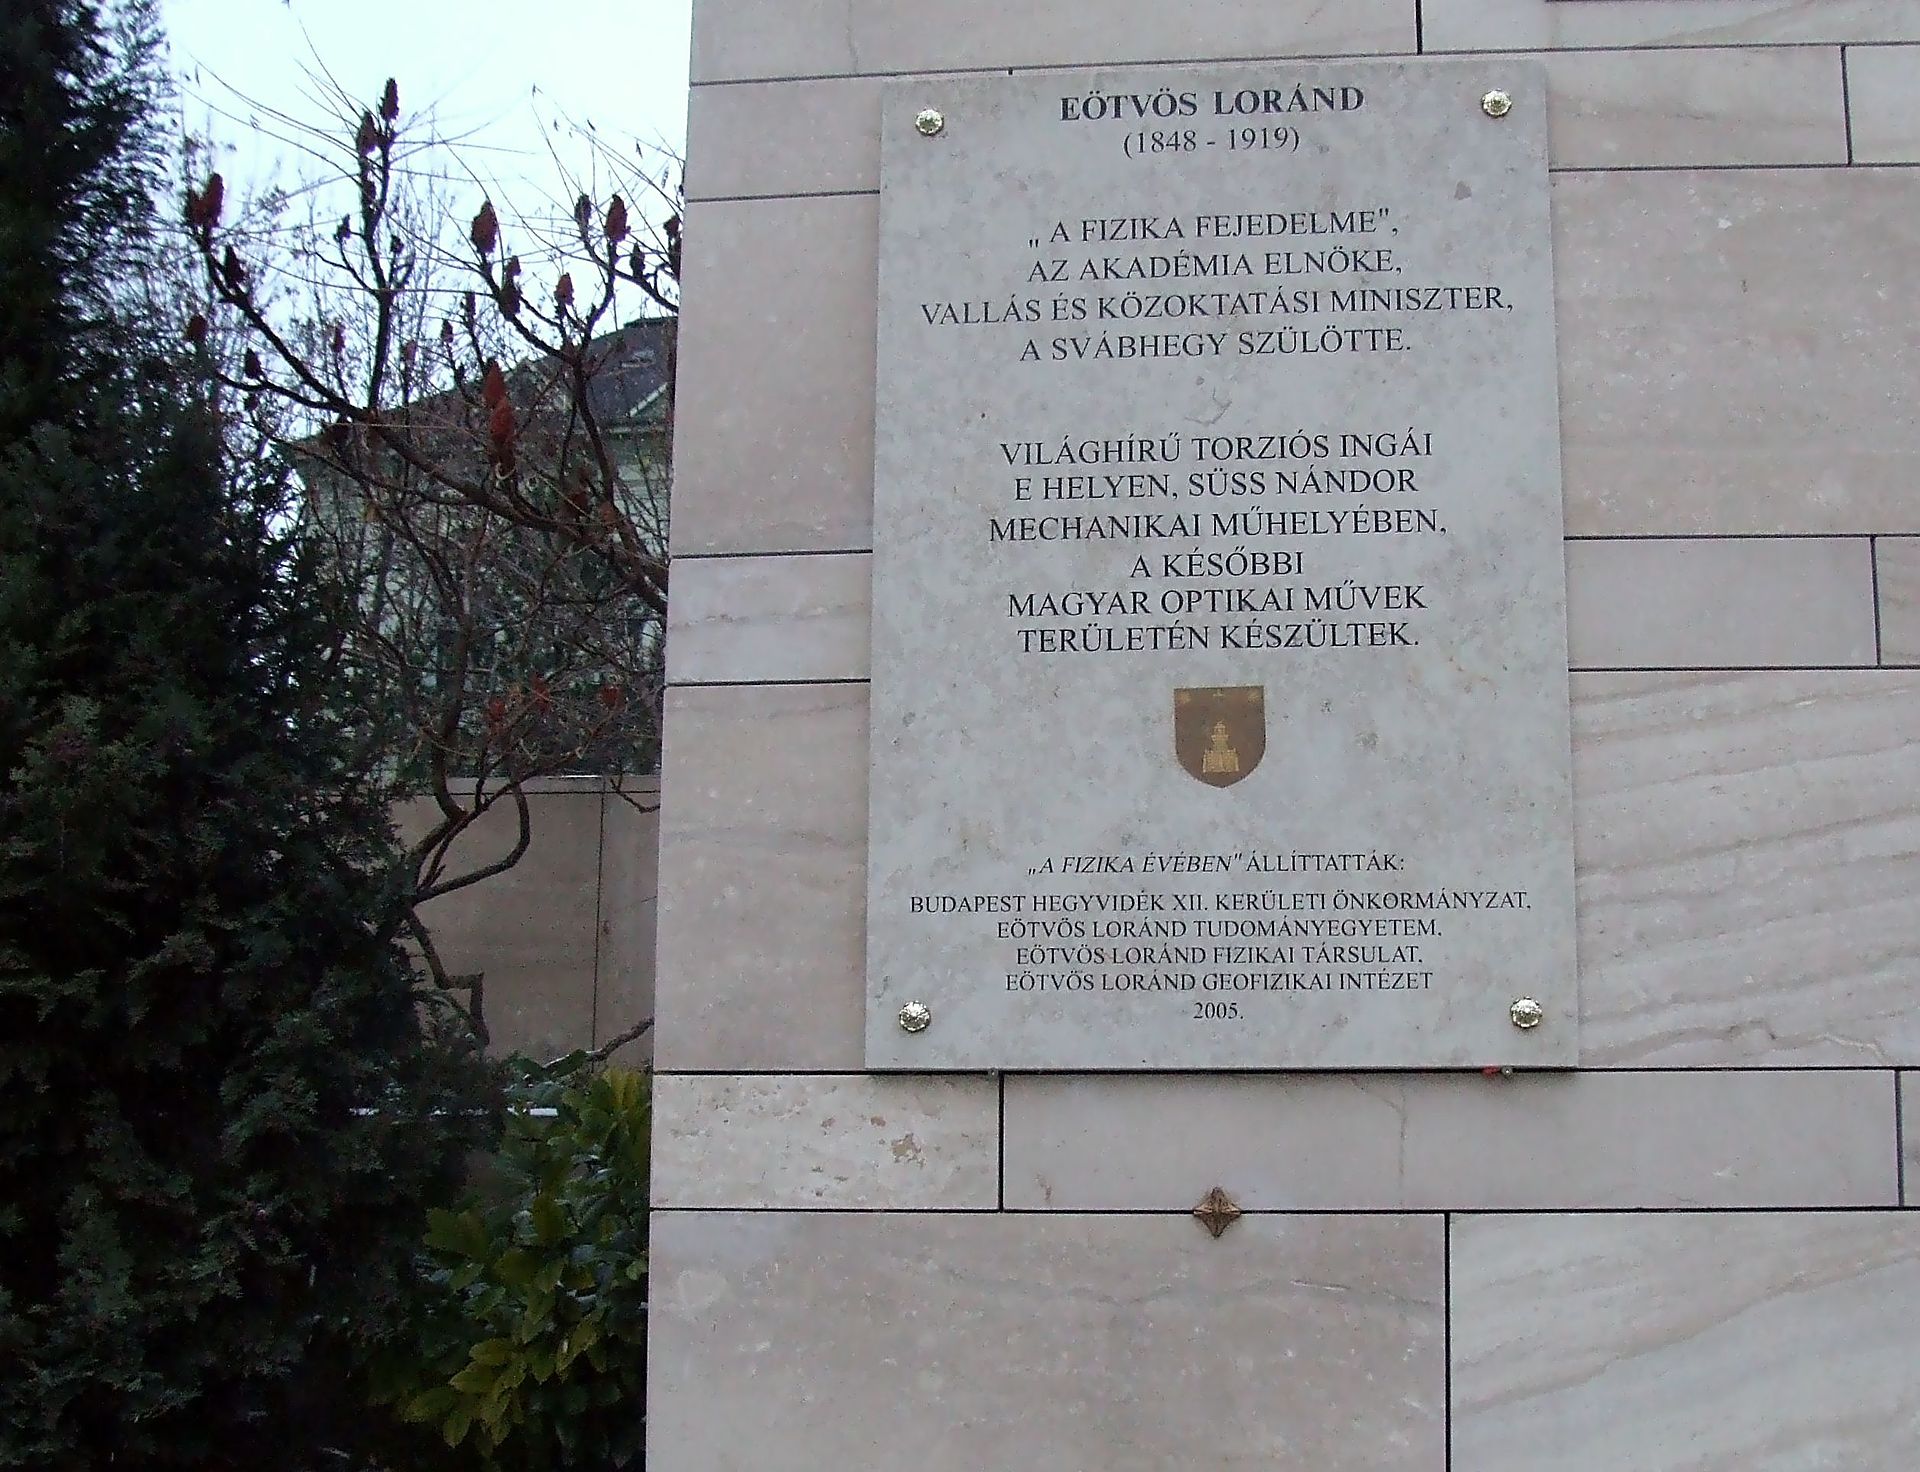 EÖTVÖS LORÁND
(1848 - 1919)
„A FIZIKA FEJEDELME",
AZ AKADÉMIA ELNÖKE,
VALLÁS ÉS KÖZOKTATÁSI MINISZTER,
A SVÁBHEGY SZÜLÖTTE.
VILÁGHÍRŰ TORZIÓS INGÁI
E HELYEN, SÜSS NÁNDOR
MECHANIKAI MŰHELYÉBEN,
A KÉSŐBBI
MAGYAR OPTIKAI MŰVEK
TERÜLETÉN KÉSZÜLTEK.
„A FIZIKA ÉVÉBEN" ÁLLÍTTATTÁK:
BUDAPEST HEGYVIDÉK XII. KERÜLETI ÖNKORMÁNYZAT,
EÖTVÖS LORÁND TUDOMÁNYEGYETEM,
EÖTVÖS LORÁND FIZIKAI TÁRSULAT,
EÖTVÖS LORÁND GEOFIZIKAI INTÉZET
2005.